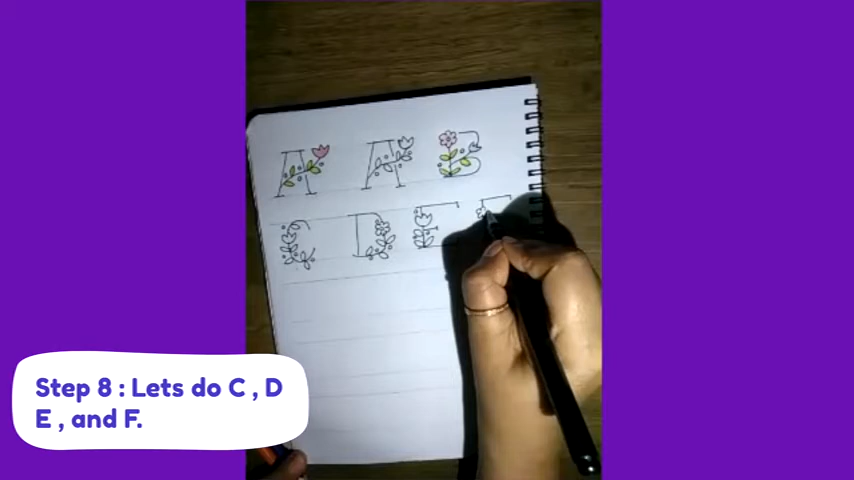 A A B
C D E F
Step 8 : Lets do C , D
E , and F.